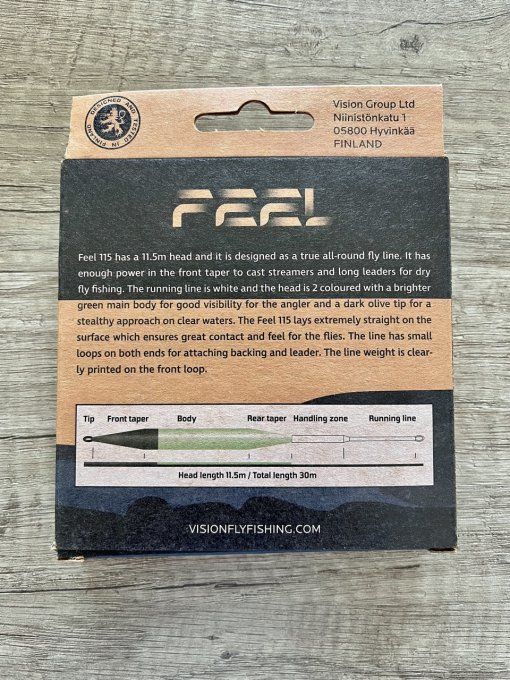 DESIGNED AND TESTED IN FINLAND
Vision Group Ltd
Niinistönkatu 1
05800 Hyvinkää
FINLAND
FEEL
Feel 115 has a 11.5m head and it is designed as a true all-round fly line. It has
enough power in the front taper to cast streamers and long leaders for dry
fly fishing. The running line is white and the head is 2 coloured with a brighter
green main body for good visibility for the angler and a dark olive tip for a
stealthy approach on clear waters. The Feel 115 lays extremely straight on the
surface which ensures great contact and feel for the flies. The line has small
loops on both ends for attaching backing and leader. The line weight is clear-
ly printed on the front loop.
Tip Front taper Body Rear taper Handling zone Running line
Head length 11.5m / Total length 30m
VISIONFLYFISHING.COM